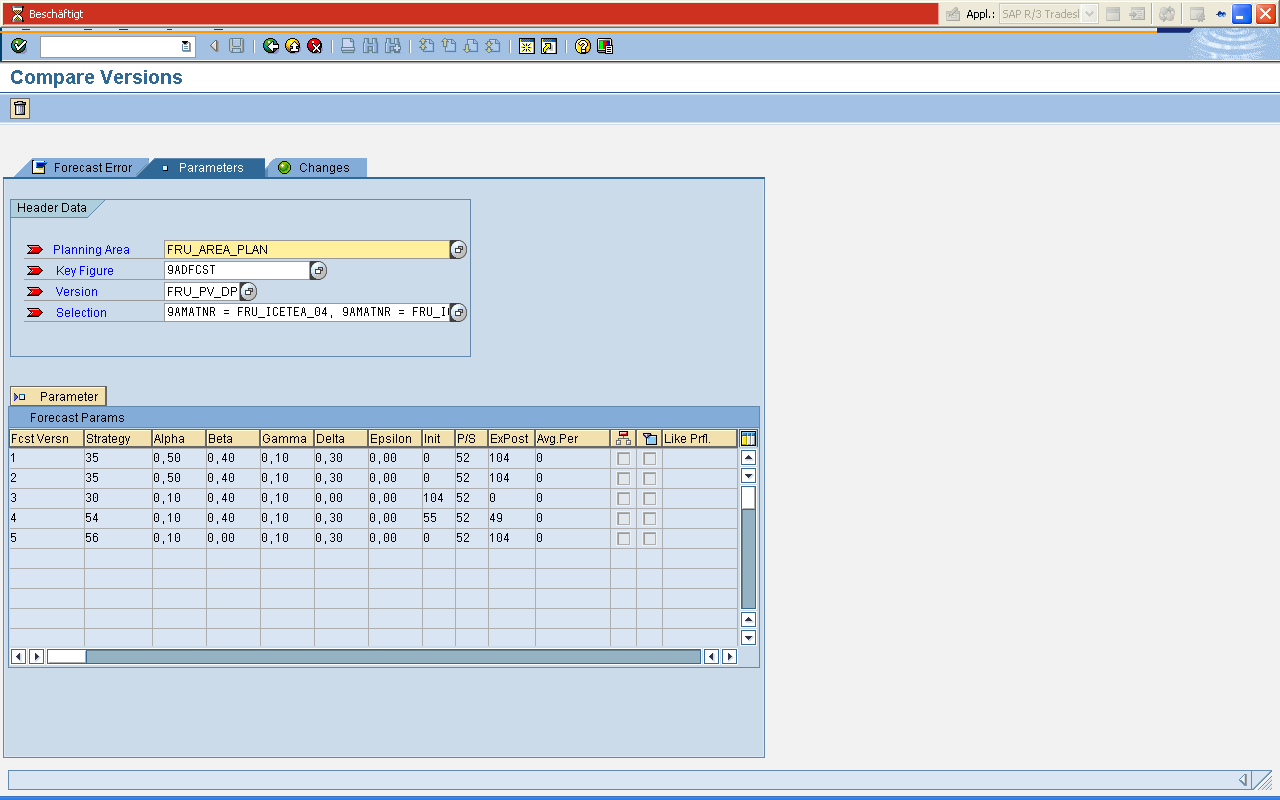 Beschäftigt
Appl.: SAP R/3 Tradesl
Compare Versions
Forecast Error Parameters Changes
Header Data
Planning Area FRU_AREA_PLAN
Key Figure 9ADFCST
Version FRU_PV_DP
Selection 9AMATNR = FRU_ICETEA_04, 9AMATNR = FRU_I
Parameter
Forecast Params
Fcst Versn Strategy Alpha Beta Gamma Delta Epsilon Init P/S ExPost Avg.Per Like Prfl.
1 35 0,50 0,40 0,10 0,30 0,00 0 52 104 0
2 35 0,50 0,40 0,10 0,30 0,00 0 52 104 0
3 30 0,10 0,40 0,10 0,00 0,00 104 52 0 0
4 54 0,10 0,40 0,10 0,30 0,00 55 52 49 0
5 56 0,10 0,00 0,10 0,30 0,00 0 52 104 0